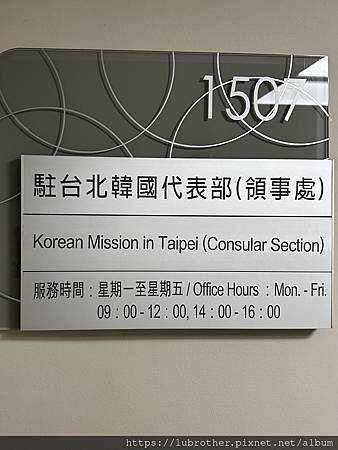 1507
駐台北韓國代表部(領事處)
Korean Mission in Taipei (Consular Section)
服務時間：星期一至星期五 / Office Hours ：Mon. - Fri.
09：00 - 12：00, 14：00 - 16：00
https://lubrother.pixnet.net/album